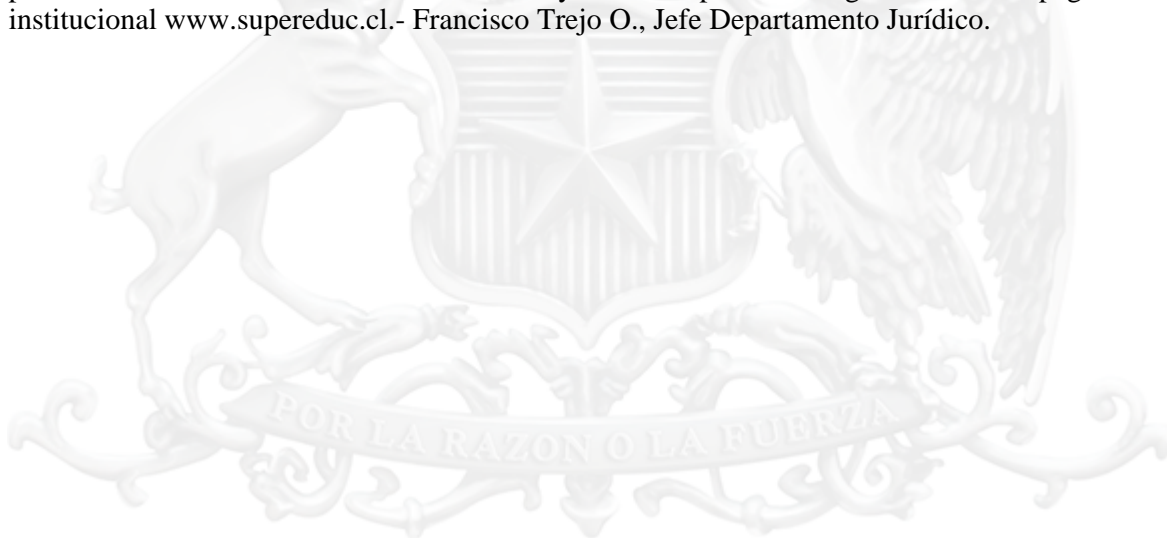 institucional www.supereduc.cl.- Francisco Trejo O., Jefe Departamento Jurídico.
POR LA RAZON O LA FUERZA